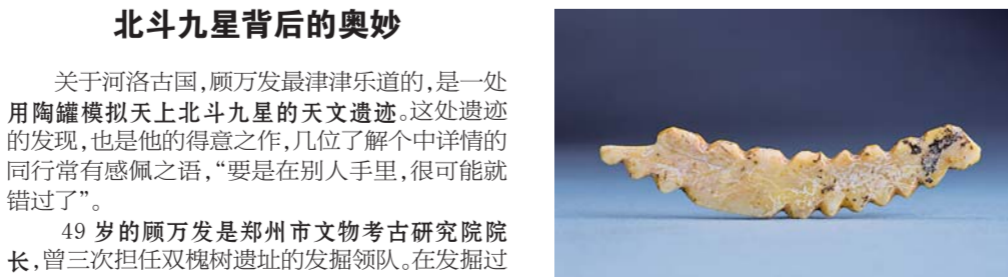 北斗九星背后的奥妙
关于河洛古国,顾万发最津津乐道的,是一处
用陶罐模拟天上北斗九星的天文遗迹。这处遗迹
的发现,也是他的得意之作,几位了解个中详情的
同行常有感佩之语,“要是在别人手里,很可能就
错过了”。
49 岁的顾万发是郑州市文物考古研究院院
长,曾三次担任双槐树遗址的发掘领队。在发掘过